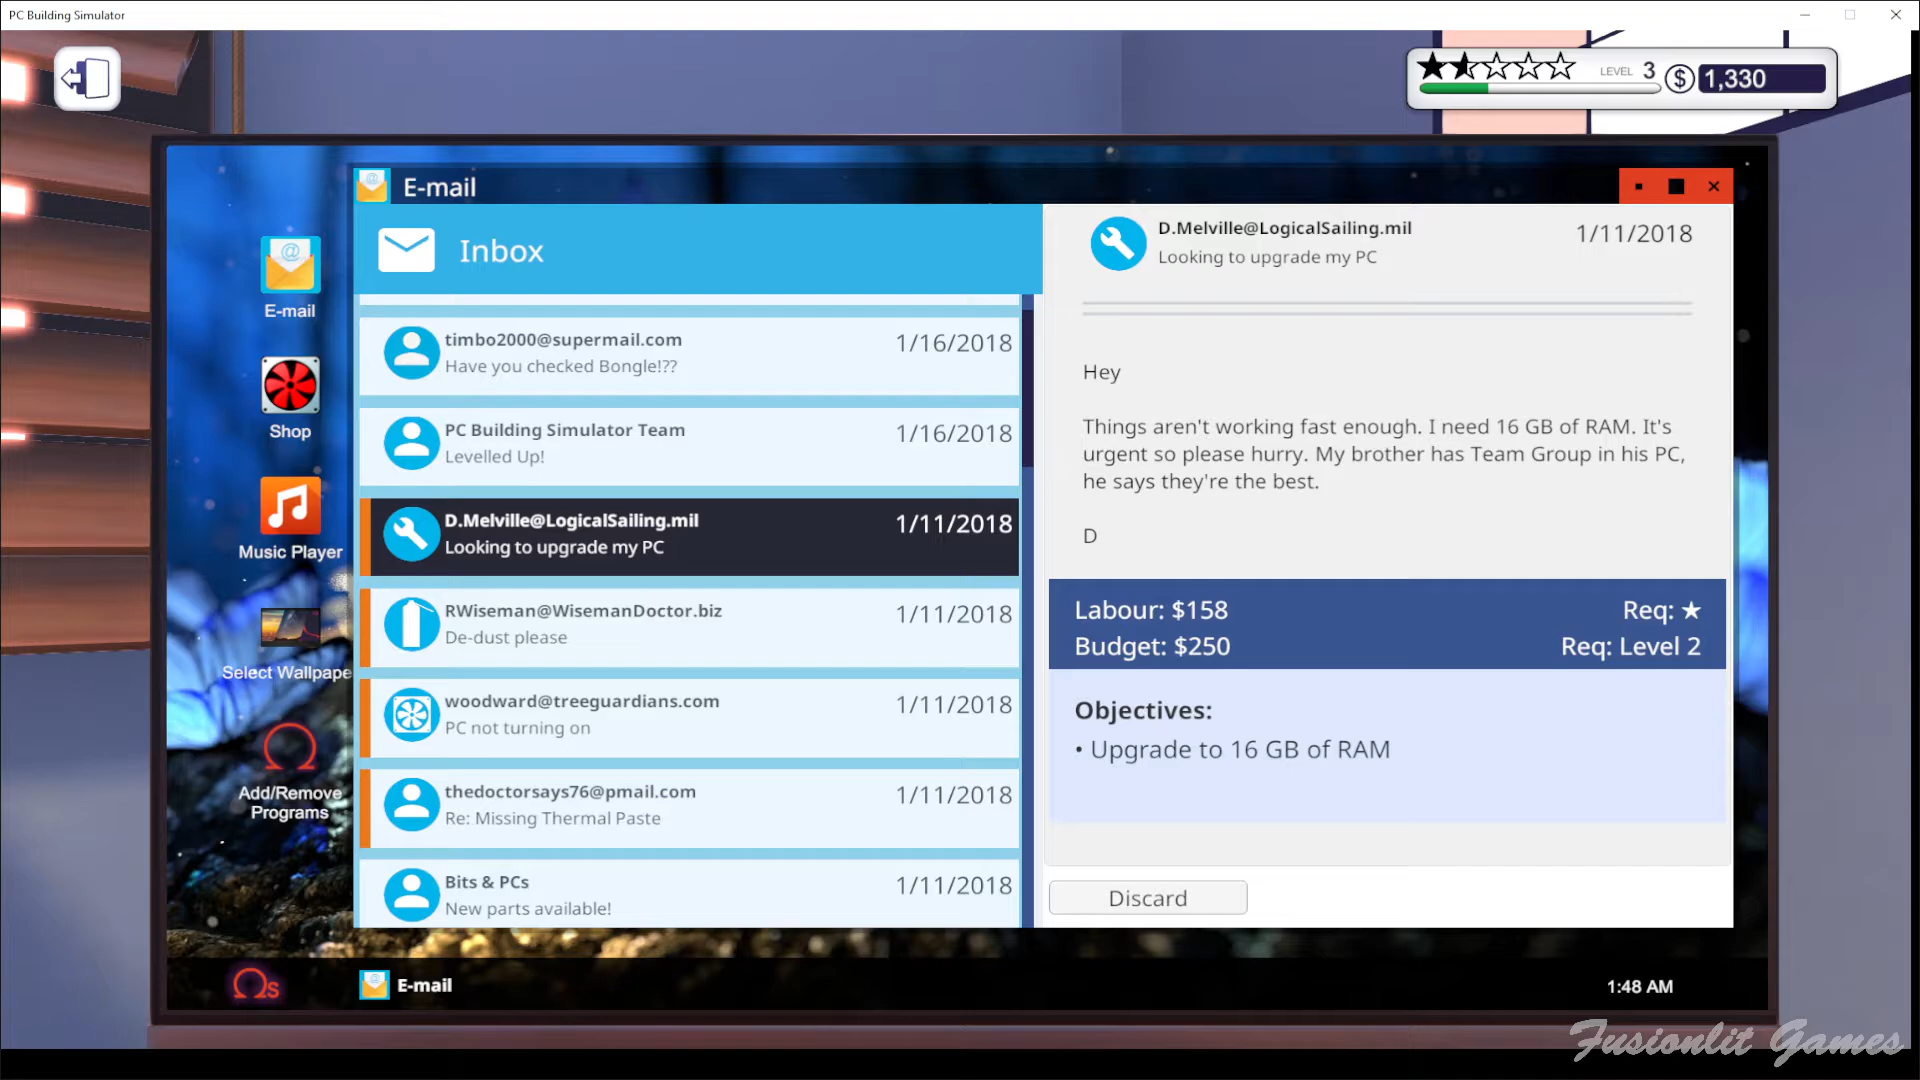 PC Building Simulator
LEVEL 3
$ 1,330
E-mail
Inbox
E-mail
Shop
Music Player
Select Wallpape
Add/Remove
Programs
timbo2000@supermail.com
1/16/2018
Have you checked Bongle!??
PC Building Simulator Team
1/16/2018
Levelled Up!
D.Melville@LogicalSailing.mil
1/11/2018
Looking to upgrade my PC
RWiseman@WisemanDoctor.biz
1/11/2018
De-dust please
woodward@treeguardians.com
1/11/2018
PC not turning on
thedoctorsays76@pmail.com
1/11/2018
Re: Missing Thermal Paste
Bits & PCs
1/11/2018
New parts available!
D.Melville@LogicalSailing.mil
1/11/2018
Looking to upgrade my PC
Hey
Things aren't working fast enough. I need 16 GB of RAM. It's
urgent so please hurry. My brother has Team Group in his PC,
he says they're the best.
D
Labour: $158
Req: ★
Budget: $250
Req: Level 2
Objectives:
• Upgrade to 16 GB of RAM
Discard
Ωs
E-mail
1:48 AM
Fusionlit Games